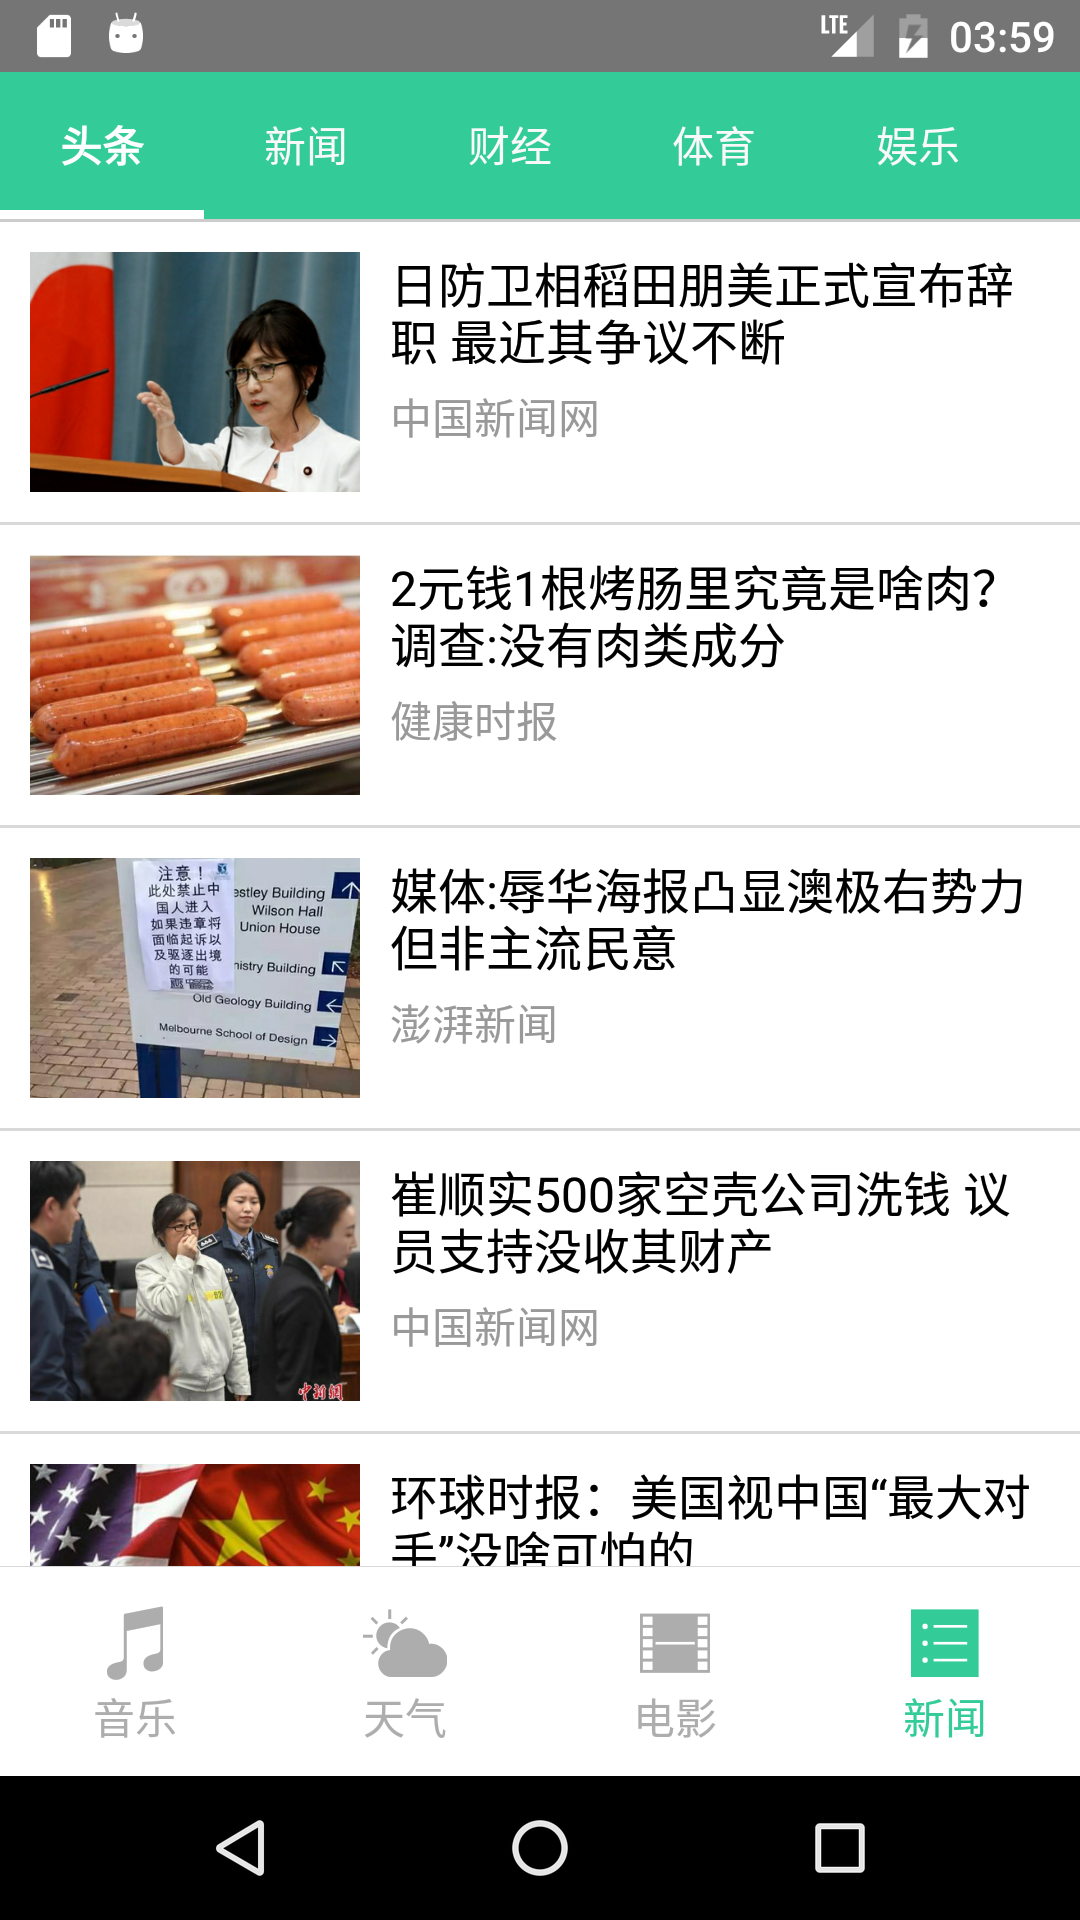 LTE 03:59
头条 新闻 财经 体育 娱乐
日防卫相稻田朋美正式宣布辞
职 最近其争议不断
中国新闻网
2元钱1根烤肠里究竟是啥肉？
调查:没有肉类成分
健康时报
注意！
此处禁止中
国人进入
如果违章将
面临起诉以
及驱逐出境
的可能
estley Building
Wilson Hall
Union House
nistry Building
Old Geology Building
Melbourne School of Design
媒体:辱华海报凸显澳极右势力
但非主流民意
澎湃新闻
中新网
崔顺实500家空壳公司洗钱 议
员支持没收其财产
中国新闻网
环球时报：美国视中国“最大对
手”没啥可怕的
音乐 天气 电影 新闻